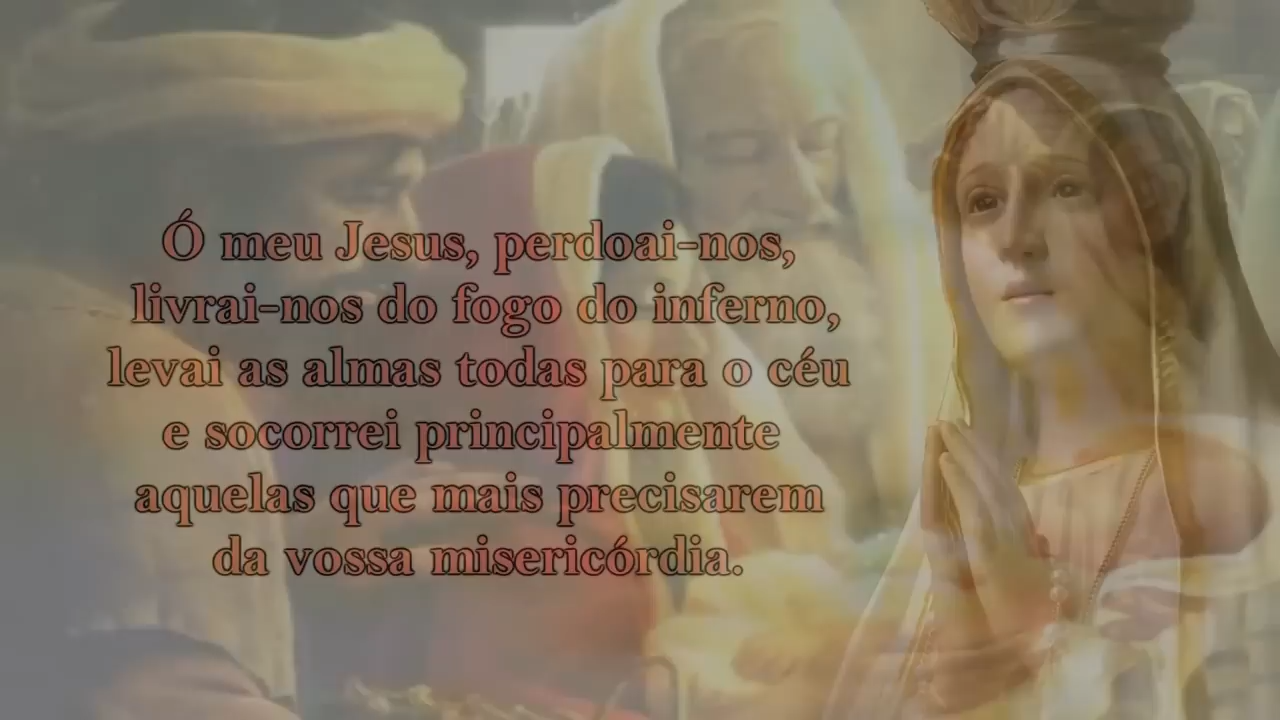 Ó meu Jesus, perdoai-nos,
livrai-nos do fogo do inferno,
levai as almas todas para o céu
e socorrei principalmente
aquelas que mais precisarem
da vossa misericórdia.